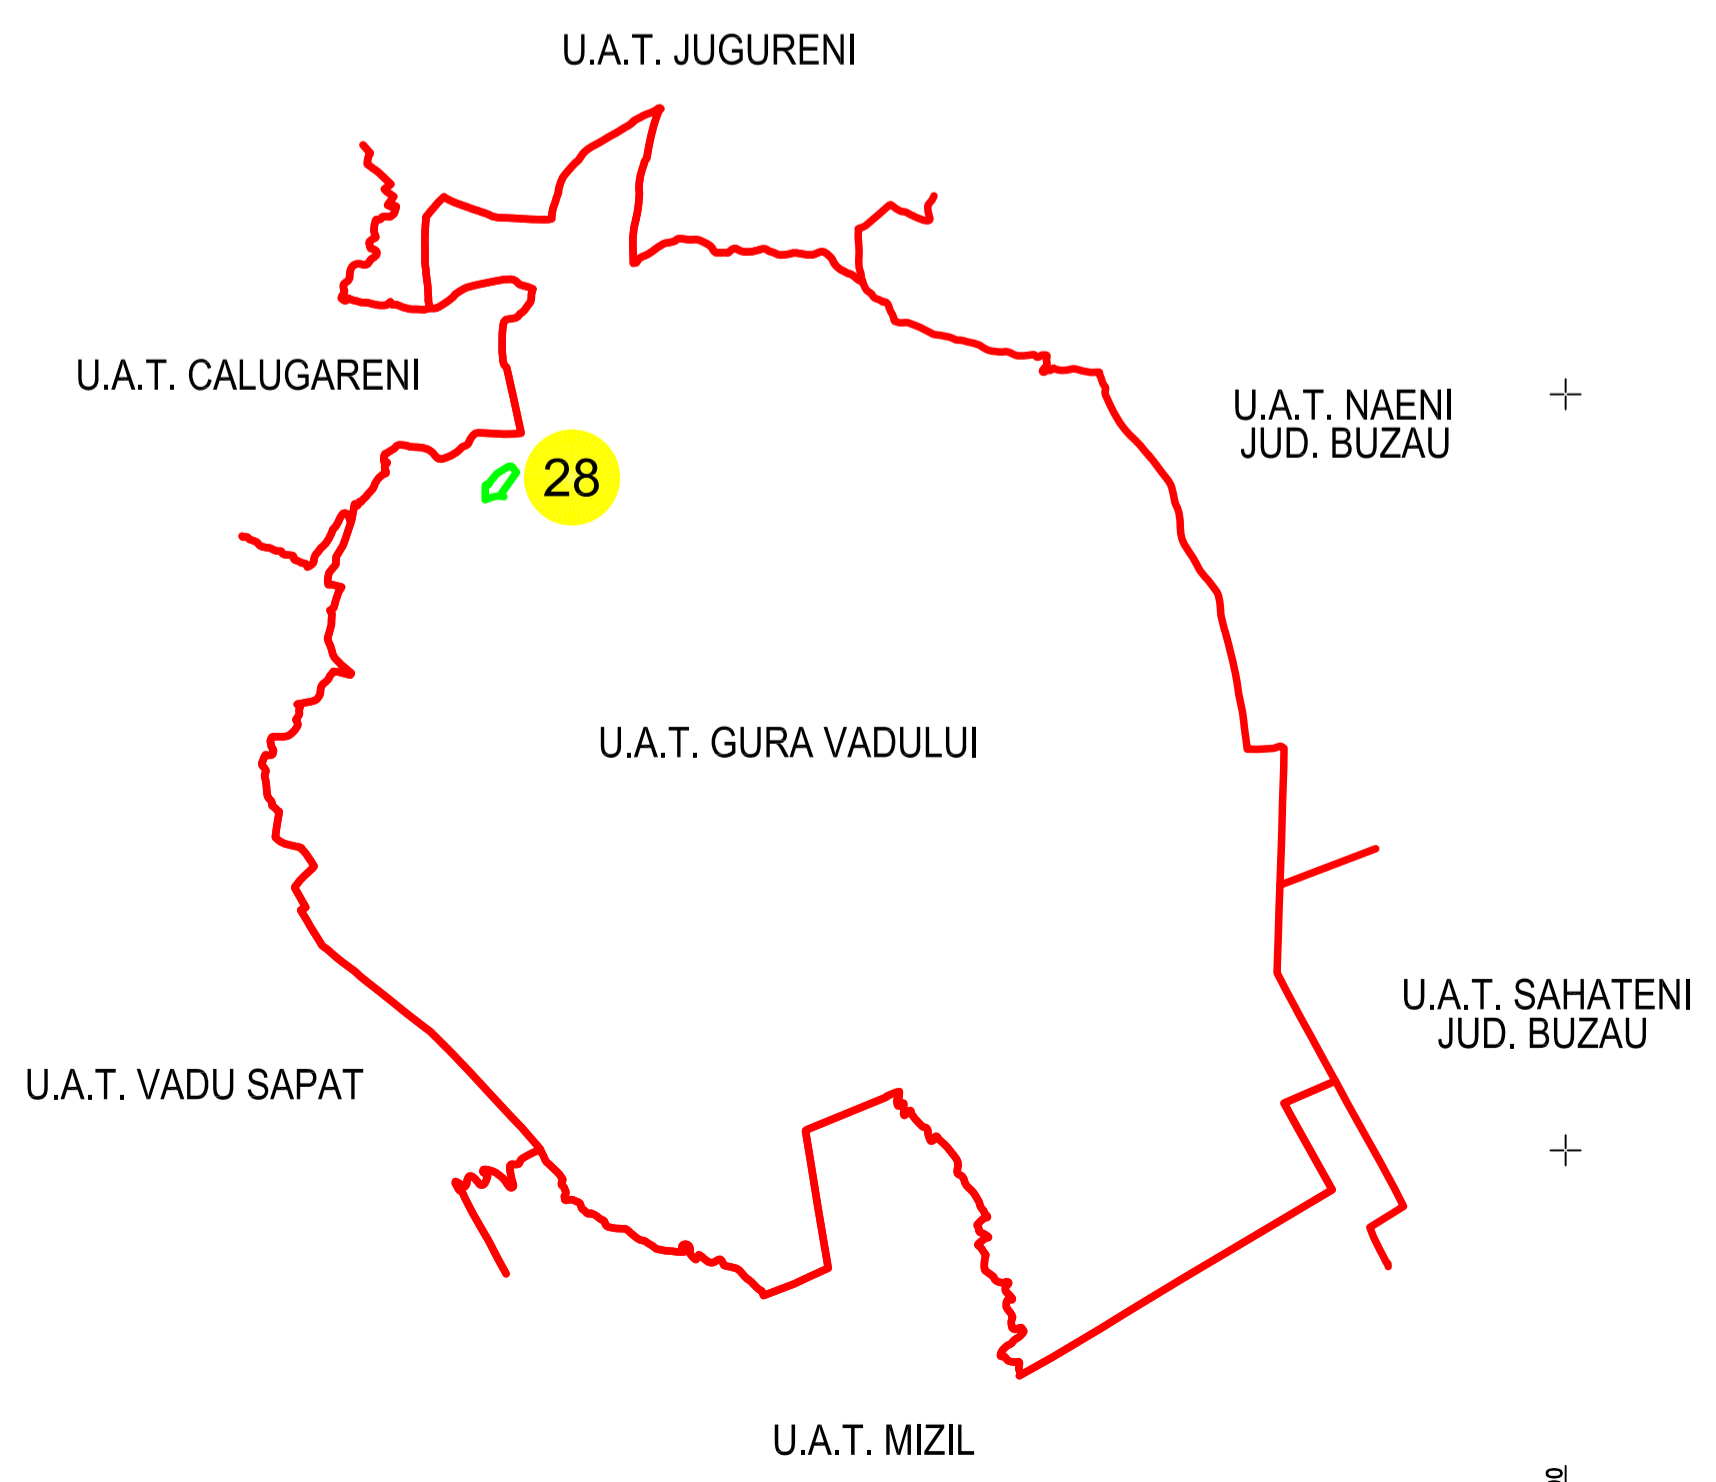 U.A.T. JUGURENI
U.A.T. CALUGARENI
U.A.T. NAENI
JUD. BUZAU
28
U.A.T. GURA VADULUI
U.A.T. SAHATENI
JUD. BUZAU
U.A.T. VADU SAPAT
U.A.T. MIZIL